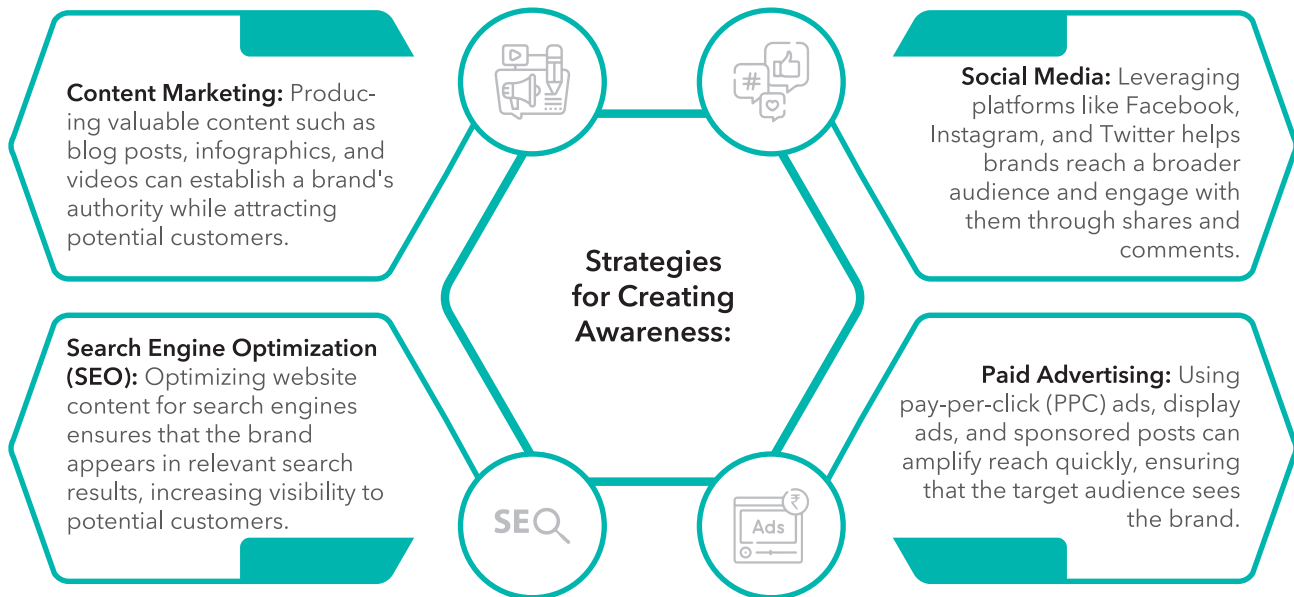 Content Marketing: Produc-
ing valuable content such as
blog posts, infographics, and
videos can establish a brand's
authority while attracting
potential customers.
#
Social Media: Leveraging
platforms like Facebook,
Instagram, and Twitter helps
brands reach a broader
audience and engage with
them through shares and
comments.
Strategies
for Creating
Awareness:
Search Engine Optimization
(SEO): Optimizing website
content for search engines
ensures that the brand
appears in relevant search
results, increasing visibility to
potential customers.
SEO
₹
Ads
Paid Advertising: Using
pay-per-click (PPC) ads, display
ads, and sponsored posts can
amplify reach quickly, ensuring
that the target audience sees
the brand.